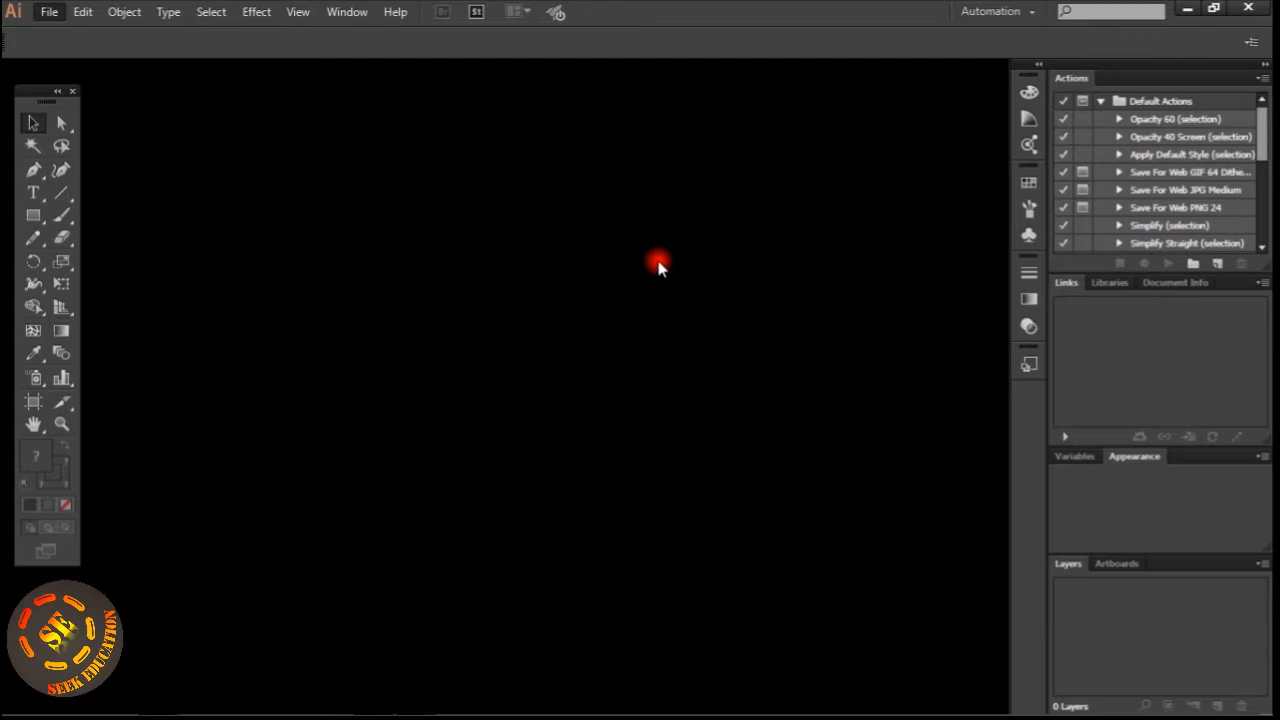 Ai File Edit Object Type Select Effect View Window Help Br St Automation
Actions
Default Actions
Opacity 60 (selection)
Opacity 40 Screen (selection)
Apply Default Style (selection)
Save For Web GIF 64 Dithe...
Save For Web JPG Medium
Save For Web PNG 24
Simplify (selection)
Simplify Straight (selection)
Links Libraries Document Info
T
?
Variables Appearance
Layers Artboards
SE
SEEK EDUCATION
0 Layers